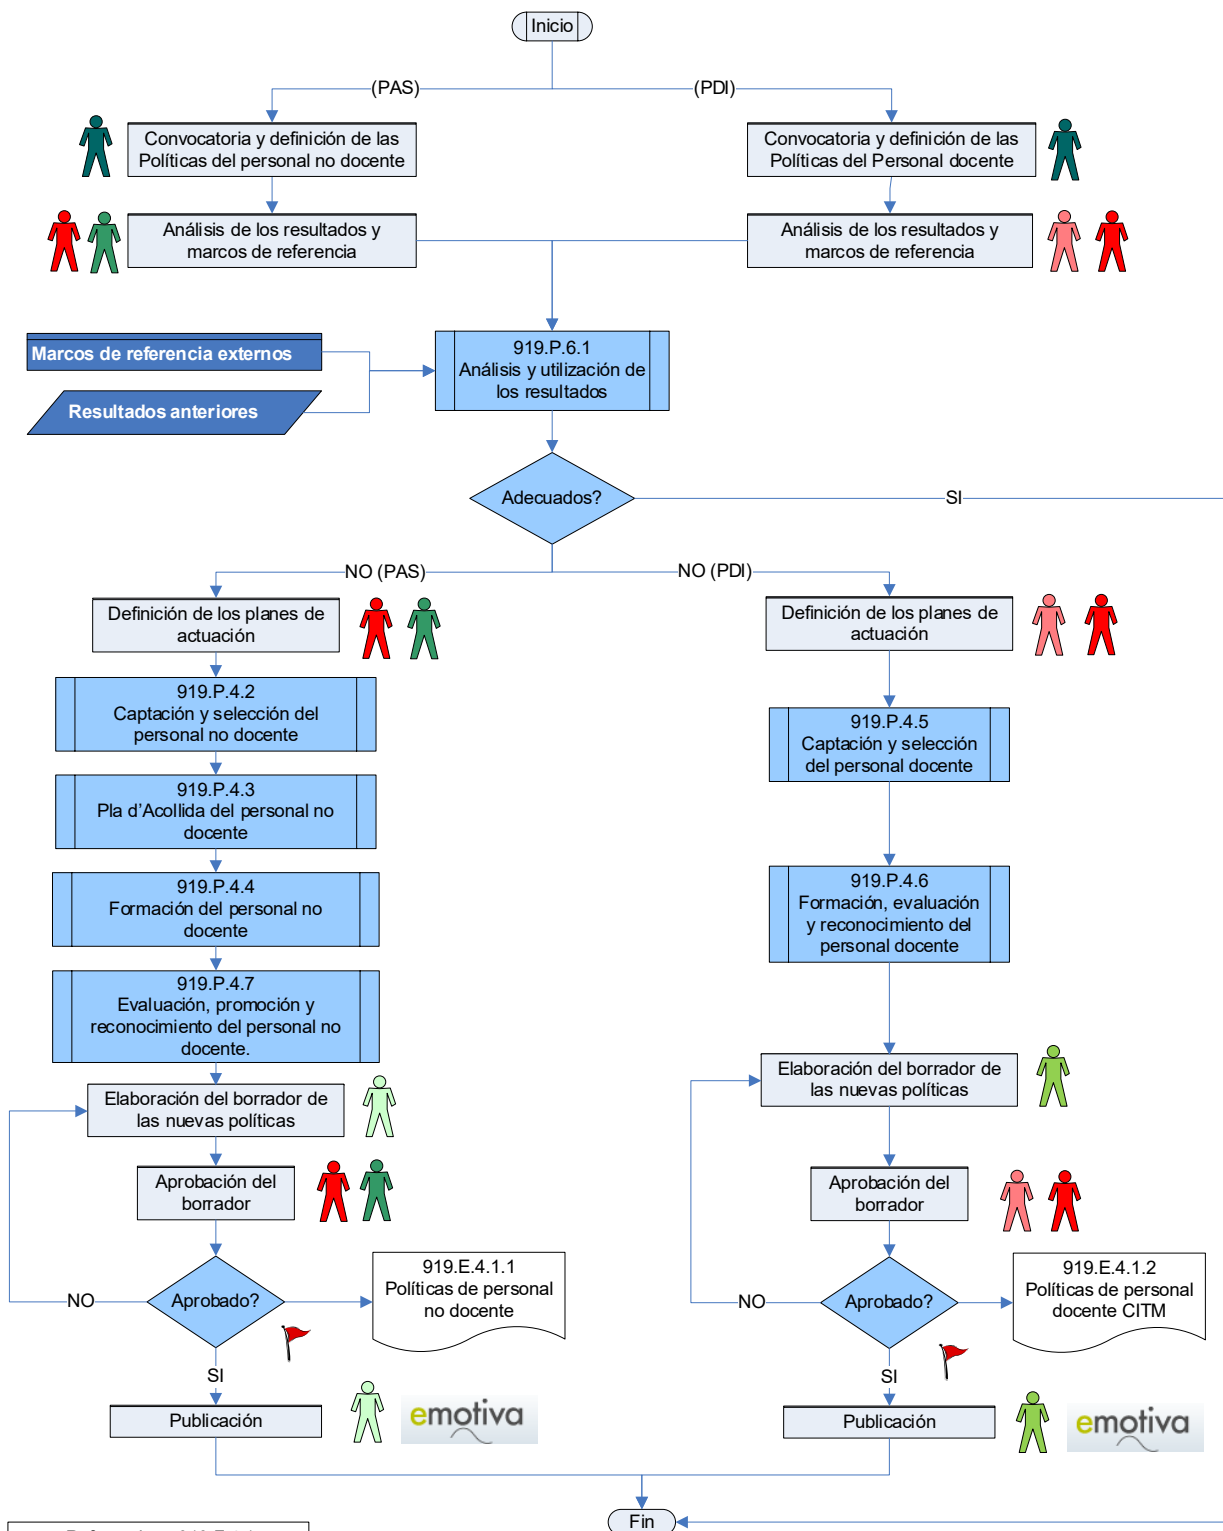 Inicio
(PAS)
(PDI)
Convocatoria y definición de las
Políticas del personal no docente
Convocatoria y definición de las
Políticas del Personal docente
Análisis de los resultados y
marcos de referencia
Análisis de los resultados y
marcos de referencia
Marcos de referencia externos
Resultados anteriores
919.P.6.1
Análisis y utilización de
los resultados
Adecuados?
SI
NO (PAS)
NO (PDI)
Definición de los planes de
actuación
Definición de los planes de
actuación
919.P.4.2
Captación y selección del
personal no docente
919.P.4.5
Captación y selección
del personal docente
919.P.4.3
Pla d'Acollida del personal no
docente
919.P.4.4
Formación del personal no
docente
919.P.4.6
Formación, evaluación
y reconocimiento del
personal docente
919.P.4.7
Evaluación, promoción y
reconocimiento del personal no
docente.
Elaboración del borrador de
las nuevas políticas
Elaboración del borrador de
las nuevas políticas
Aprobación del
borrador
Aprobación del
borrador
NO
Aprobado?
919.E.4.1.1
Políticas de personal
no docente
NO
Aprobado?
919.E.4.1.2
Políticas de personal
docente CITM
SI
SI
Publicación
emotiva
Publicación
emotiva
Fin